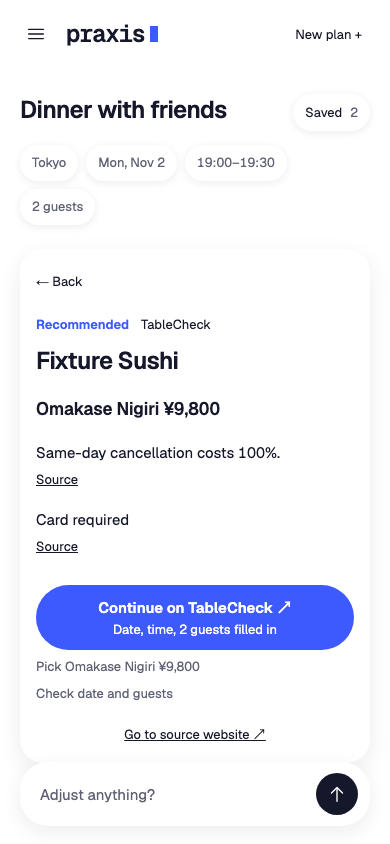 praxis
New plan +
Dinner with friends
Saved 2
Tokyo
Mon, Nov 2
19:00–19:30
2 guests
← Back
Recommended TableCheck
Fixture Sushi
Omakase Nigiri ¥9,800
Same-day cancellation costs 100%.
Source
Card required
Source
Continue on TableCheck ↗
Date, time, 2 guests filled in
Pick Omakase Nigiri ¥9,800
Check date and guests
Go to source website ↗
Adjust anything?